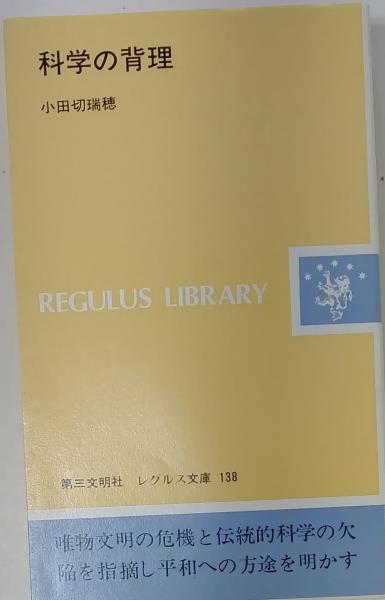 科学の背理
小田切瑞穂
REGULUS LIBRARY
第三文明社 レグルス文庫 138
唯物文明の危機と伝統的科学の欠
陥を指摘し平和への方途を明かす